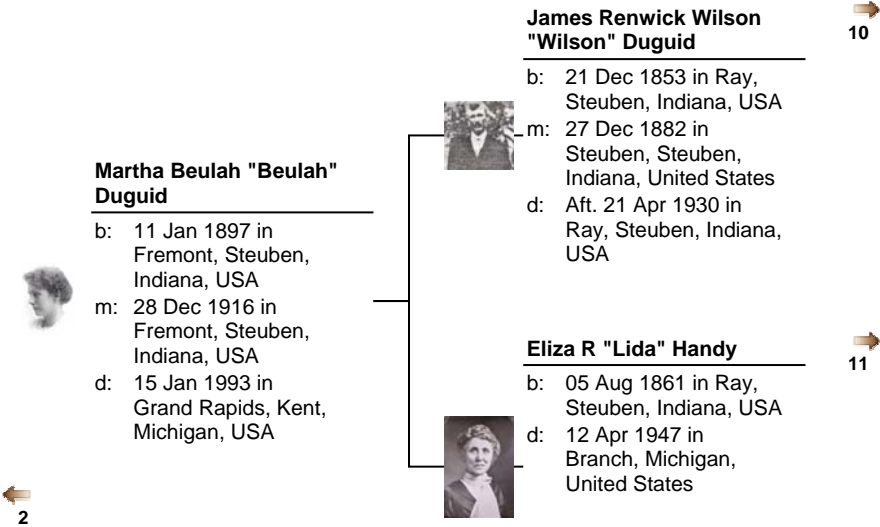 James Renwick Wilson
"Wilson" Duguid
10
b: 21 Dec 1853 in Ray,
Steuben, Indiana, USA
m: 27 Dec 1882 in
Steuben, Steuben,
Indiana, United States
d: Aft. 21 Apr 1930 in
Ray, Steuben, Indiana,
USA
Martha Beulah "Beulah"
Duguid
b: 11 Jan 1897 in
Fremont, Steuben,
Indiana, USA
m: 28 Dec 1916 in
Fremont, Steuben,
Indiana, USA
d: 15 Jan 1993 in
Grand Rapids, Kent,
Michigan, USA
Eliza R "Lida" Handy
11
b: 05 Aug 1861 in Ray,
Steuben, Indiana, USA
d: 12 Apr 1947 in
Branch, Michigan,
United States
2